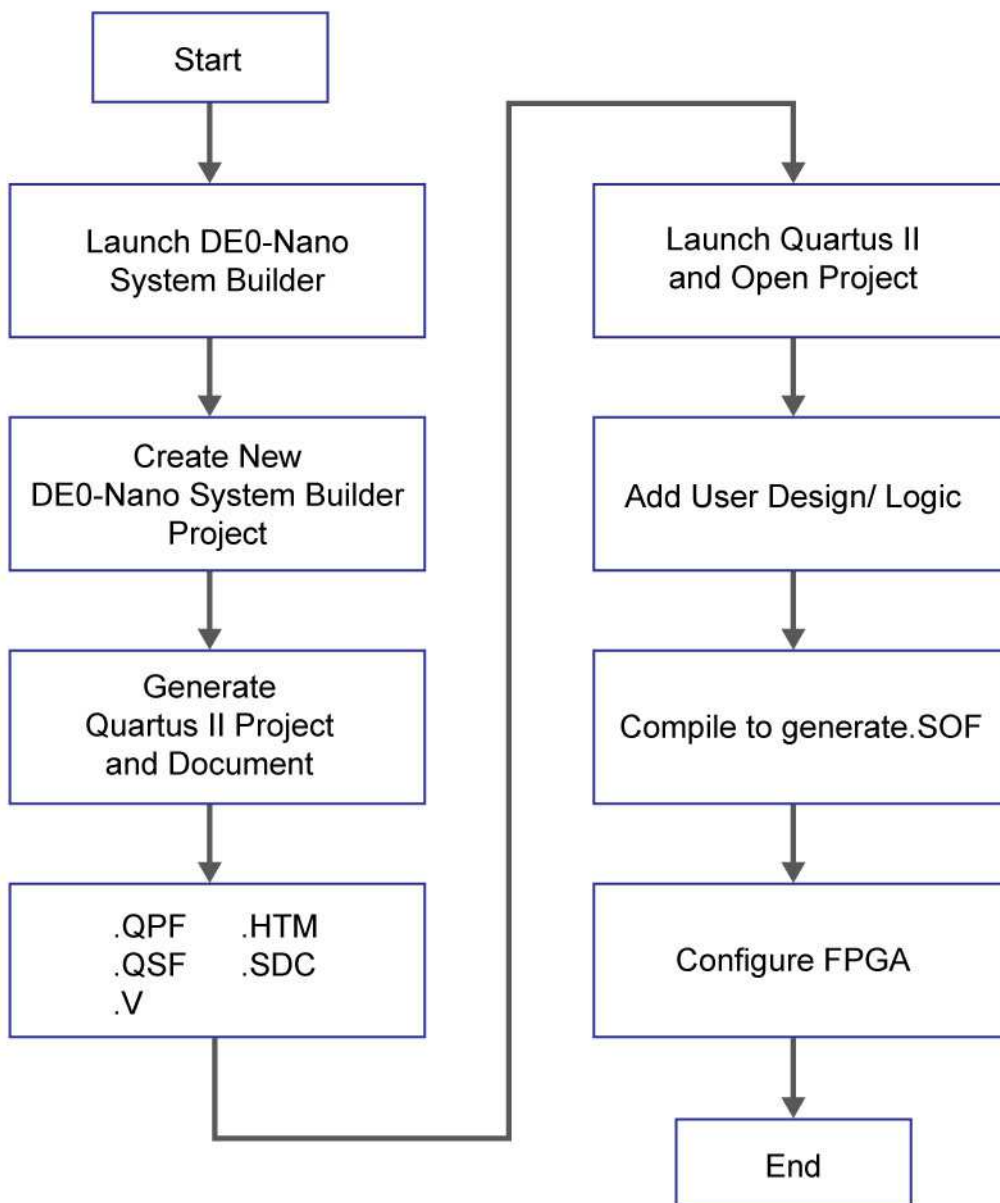 Start
Launch DE0-Nano
System Builder
Create New
DE0-Nano System Builder
Project
Generate
Quartus II Project
and Document
.QPF .HTM
.QSF .SDC
.V
Launch Quartus II
and Open Project
Add User Design/ Logic
Compile to generate.SOF
Configure FPGA
End